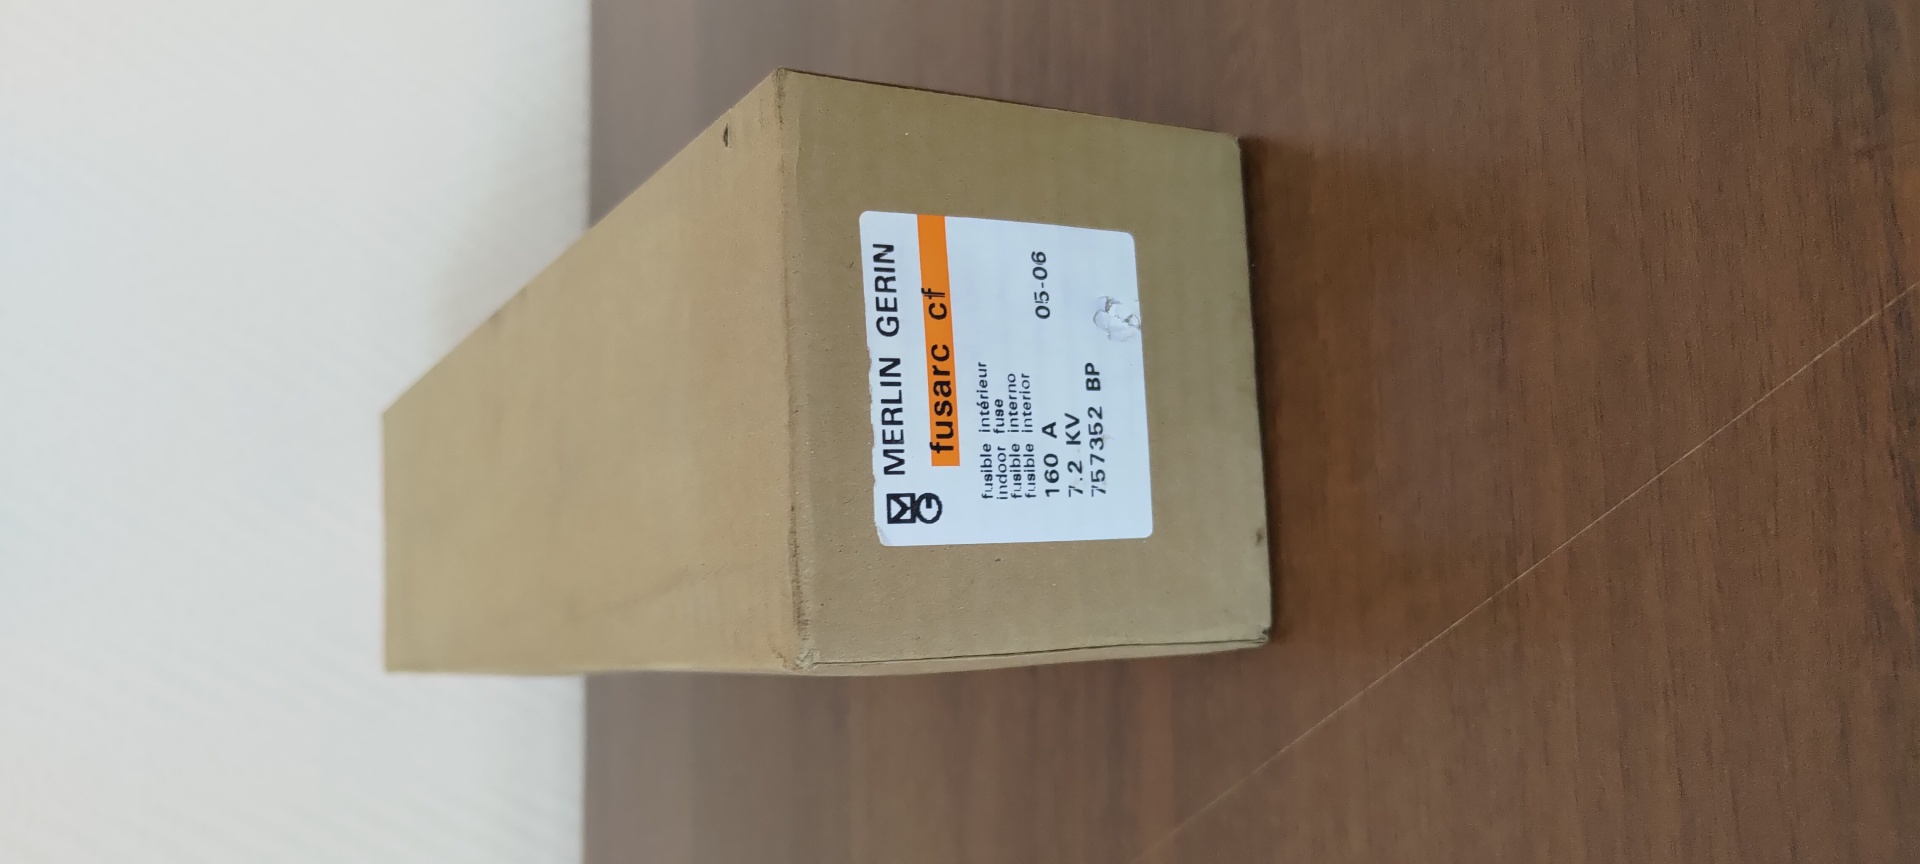 MG MERLIN GERIN
fusarc cf
fusible intérieur
indoor fuse
fusible interno
fusible interior
160 A 05-06
7.2 KV
757352 BP